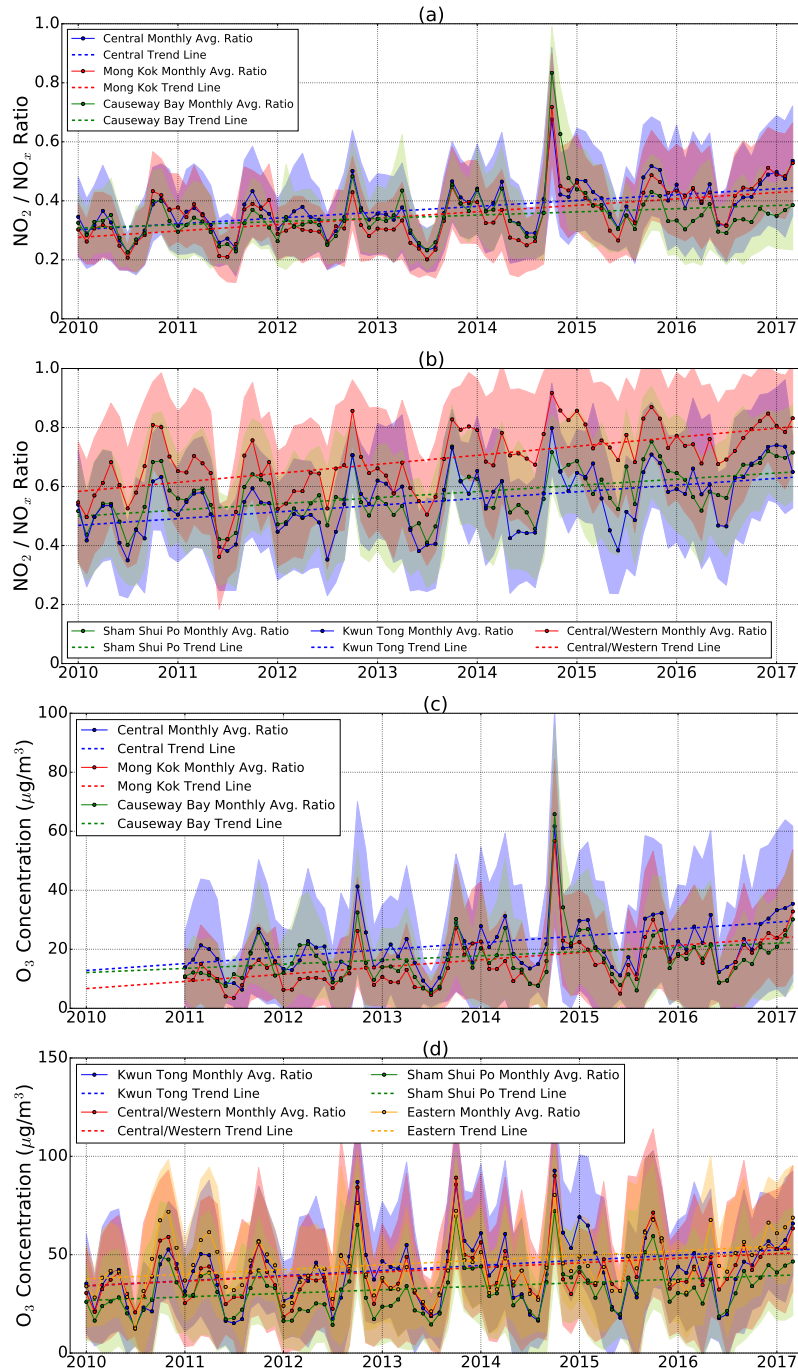 (a)
1.0
Central Monthly Avg. Ratio
Central Trend Line
Mong Kok Monthly Avg. Ratio
Mong Kok Trend Line
Causeway Bay Monthly Avg. Ratio
Causeway Bay Trend Line
0.8
0.6
0.4
0.2
0
NO₂ / NOₓ Ratio
2010 2011 2012 2013 2014 2015 2016 2017
(b)
1.0
0.8
0.6
0.4
0.2
0
NO₂ / NOₓ Ratio
Sham Shui Po Monthly Avg. Ratio Kwun Tong Monthly Avg. Ratio Central/Western Monthly Avg. Ratio
Sham Shui Po Trend Line Kwun Tong Trend Line Central/Western Trend Line
2010 2011 2012 2013 2014 2015 2016 2017
(c)
100
Central Monthly Avg. Ratio
Central Trend Line
Mong Kok Monthly Avg. Ratio
Mong Kok Trend Line
Causeway Bay Monthly Avg. Ratio
Causeway Bay Trend Line
80
60
40
20
0
O₃ Concentration (μg/m³)
2010 2011 2012 2013 2014 2015 2016 2017
(d)
150
Kwun Tong Monthly Avg. Ratio Sham Shui Po Monthly Avg. Ratio
Kwun Tong Trend Line Sham Shui Po Trend Line
Central/Western Monthly Avg. Ratio Eastern Monthly Avg. Ratio
Central/Western Trend Line Eastern Trend Line
100
50
0
O₃ Concentration (μg/m³)
2010 2011 2012 2013 2014 2015 2016 2017